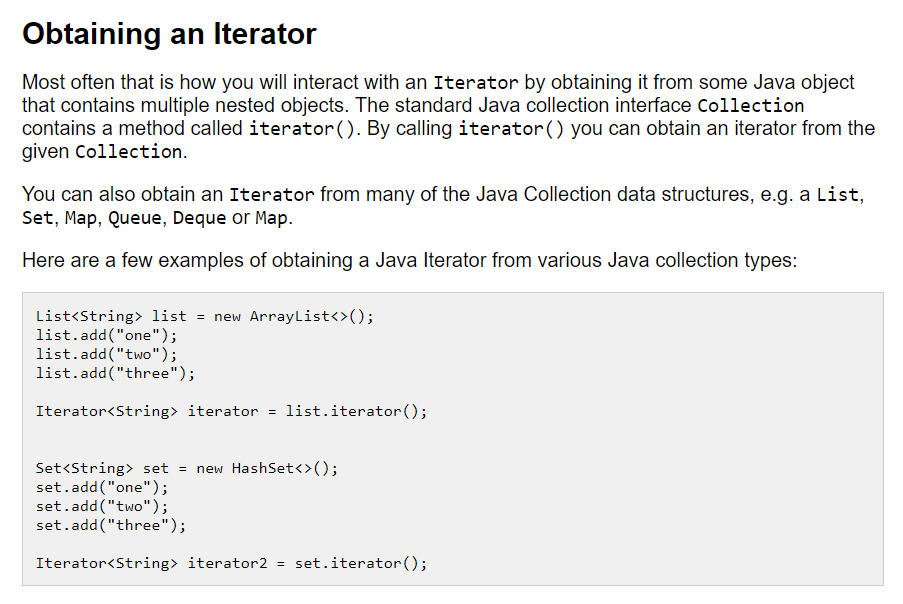 Obtaining an Iterator
Most often that is how you will interact with an Iterator by obtaining it from some Java object
that contains multiple nested objects. The standard Java collection interface Collection
contains a method called iterator(). By calling iterator() you can obtain an iterator from the
given Collection.
You can also obtain an Iterator from many of the Java Collection data structures, e.g. a List,
Set, Map, Queue, Deque or Map.
Here are a few examples of obtaining a Java Iterator from various Java collection types:
List<String> list = new ArrayList<>();
list.add("one");
list.add("two");
list.add("three");
Iterator<String> iterator = list.iterator();
Set<String> set = new HashSet<>();
set.add("one");
set.add("two");
set.add("three");
Iterator<String> iterator2 = set.iterator();